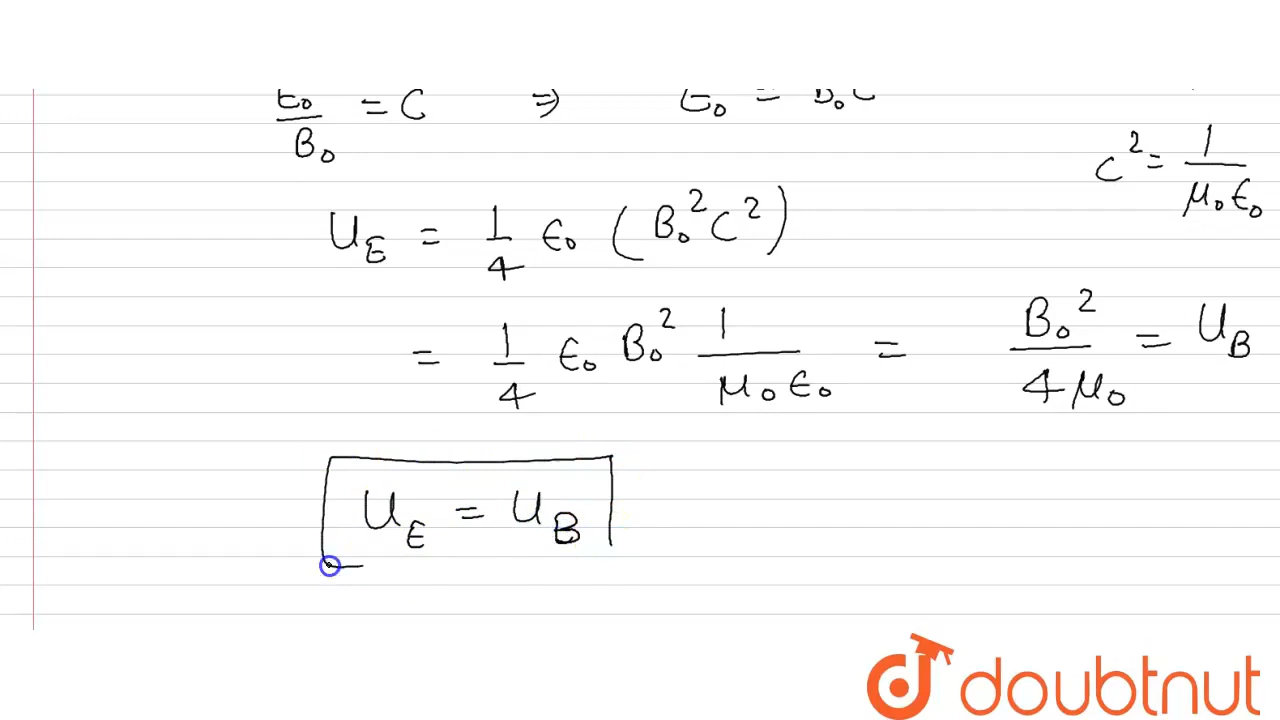 E₀/B₀ = C ⇒ E₀ = B₀C
C² = 1/μ₀ϵ₀
U_E = 1/4 ϵ₀ (B₀²C²)
= 1/4 ϵ₀ B₀² 1/μ₀ϵ₀ = B₀²/4μ₀ = U_B
U_E = U_B
doubtnut